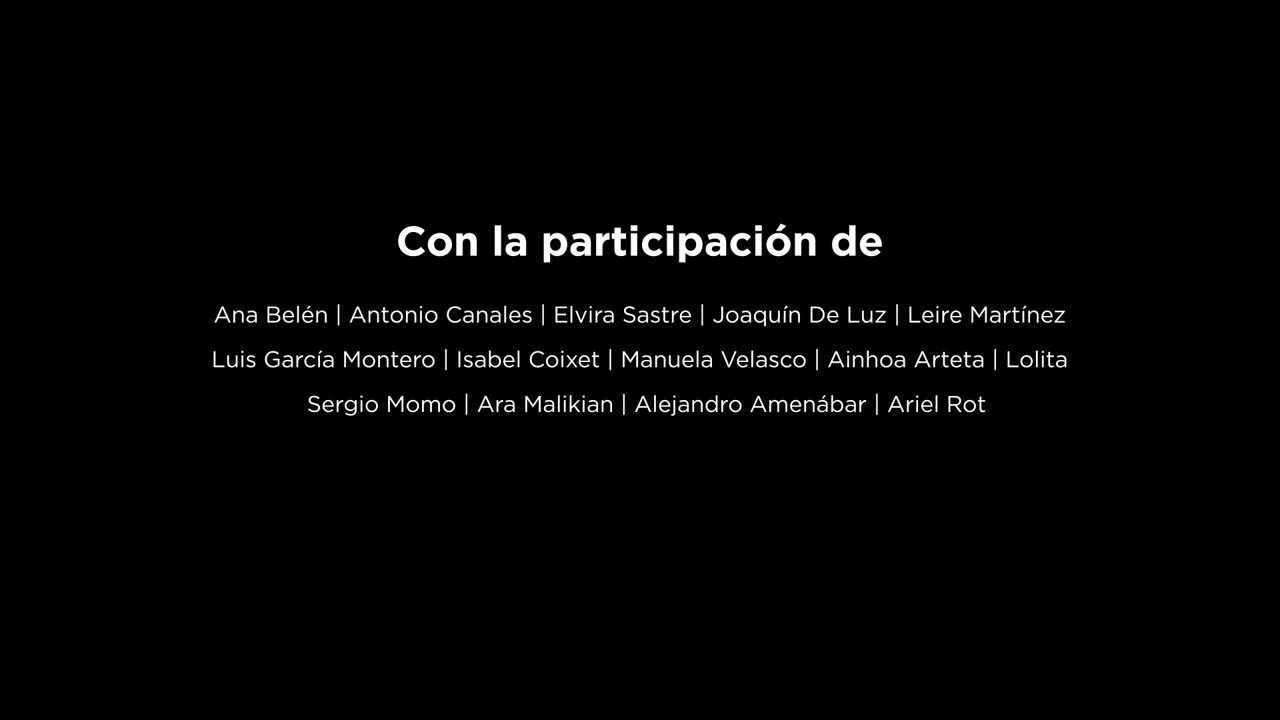 Con la participación de
Ana Belén | Antonio Canales | Elvira Sastre | Joaquín De Luz | Leire Martínez
Luis García Montero | Isabel Coixet | Manuela Velasco | Ainhoa Arteta | Lolita
Sergio Momo | Ara Malikian | Alejandro Amenábar | Ariel Rot